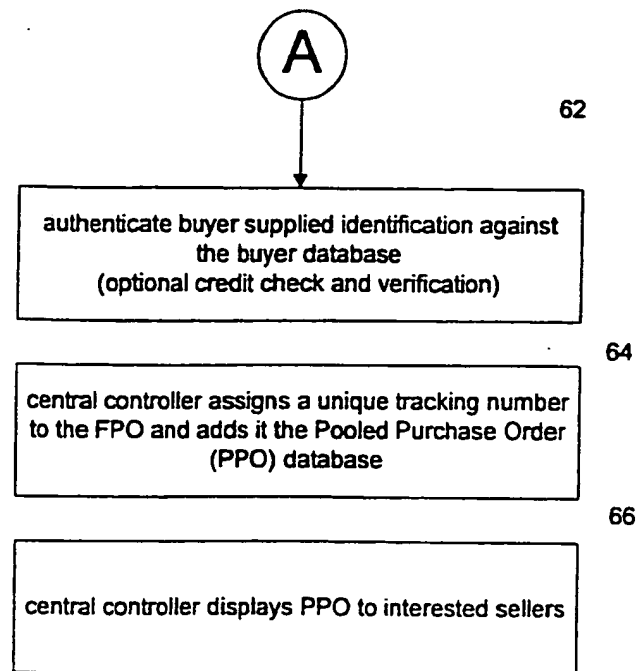 A
62
authenticate buyer supplied identification against
the buyer database
(optional credit check and verification)
64
central controller assigns a unique tracking number
to the FPO and adds it the Pooled Purchase Order
(PPO) database
66
central controller displays PPO to interested sellers